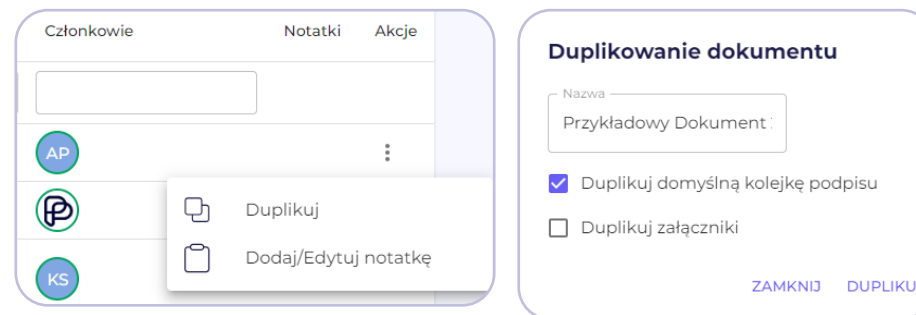 Członkowie Notatki Akcje
AP
P
Duplikuj
Dodaj/Edytuj notatkę
KS
Duplikowanie dokumentu
Nazwa
Przykładowy Dokument
Duplikuj domyślną kolejkę podpisu
Duplikuj załączniki
ZAMKNIJ DUPLIKU